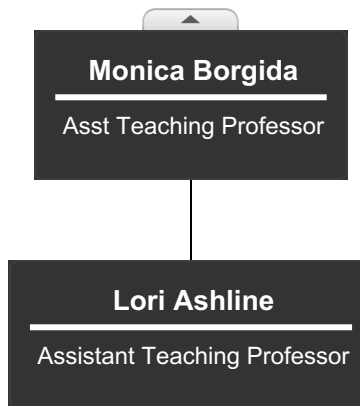 Monica Borgida
Asst Teaching Professor
Lori Ashline
Assistant Teaching Professor